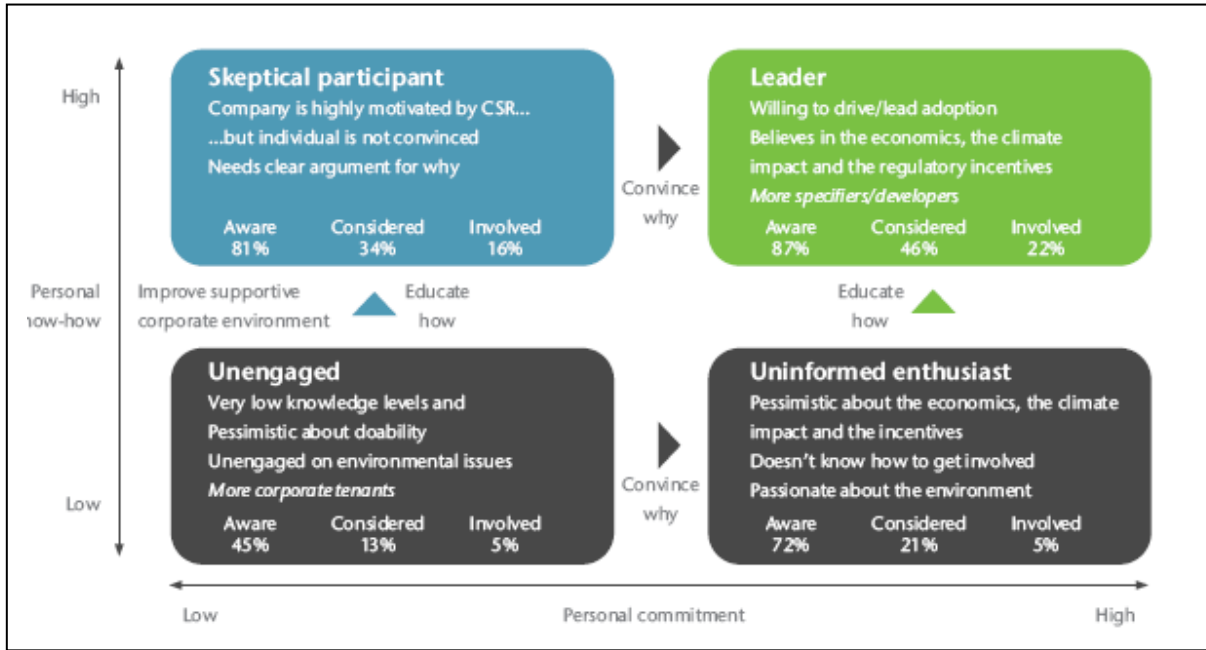 High
Personal
now-how
Low
Skeptical participant
Company is highly motivated by CSR...
...but individual is not convinced
Needs clear argument for why
Aware Considered Involved
81% 34% 16%
Convince
why
Leader
Willing to drive/lead adoption
Believes in the economics, the climate
impact and the regulatory incentives
More specifiers/developers
Aware Considered Involved
87% 46% 22%
Improve supportive
corporate environment
Educate
how
Educate
how
Unengaged
Very low knowledge levels and
Pessimistic about doability
Unengaged on environmental issues
More corporate tenants
Aware Considered Involved
45% 13% 5%
Convince
why
Uninformed enthusiast
Pessimistic about the economics, the climate
impact and the incentives
Doesn't know how to get involved
Passionate about the environment
Aware Considered Involved
72% 21% 5%
Low Personal commitment High